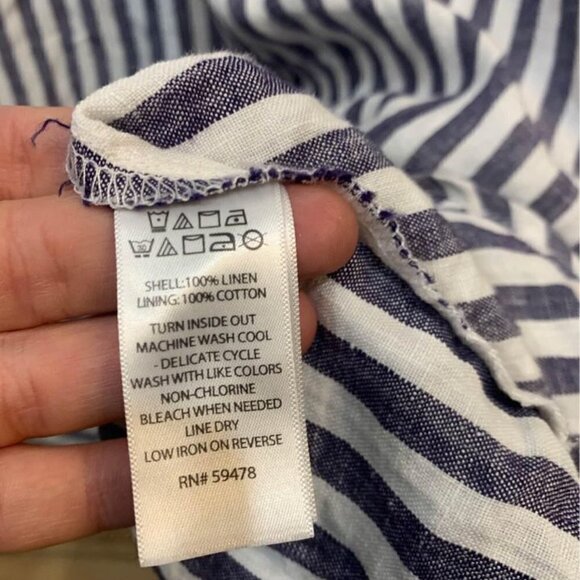 SHELL:100% LINEN
LINING: 100% COTTON
TURN INSIDE OUT
MACHINE WASH COOL
- DELICATE CYCLE
WASH WITH LIKE COLORS
NON-CHLORINE
BLEACH WHEN NEEDED
LINE DRY
LOW IRON ON REVERSE
RN# 59478